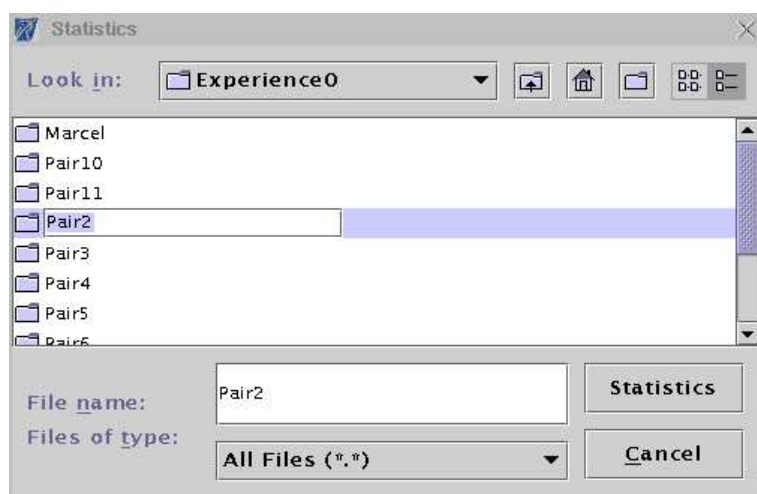 Statistics
Look in: Experience0
Marcel
Pair10
Pair11
Pair2
Pair3
Pair4
Pair5
Pair6
File name: Pair2
Statistics
Files of type: All Files (*.*)
Cancel